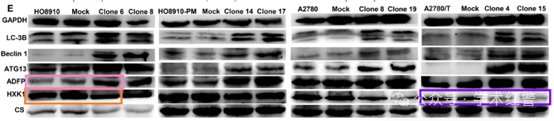 E
HO8910 Mock Clone 6 Clone 8 HO8910-PM Mock Clone 14 Clone 17 A2780 Mock Clone 8 Clone 19 A2780/T Mock Clone 4 Clone 15
GAPDH
LC-3B
Beclin 1
ATG13
ADFP
HXK1
CS